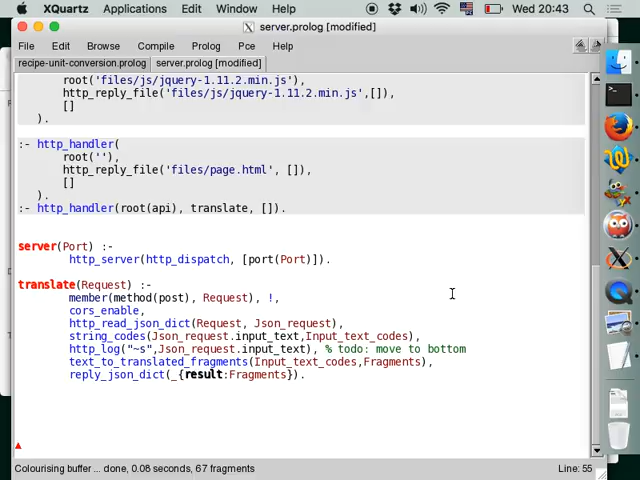 XQuartz Applications Edit Window Help Wed 20:43
server.prolog [modified]
File Edit Browse Compile Prolog Pce Help
recipe-unit-conversion.prolog server.prolog [modified]
root('files/js/jquery-1.11.2.min.js'),
http_reply_file('files/js/jquery-1.11.2.min.js',[]),
[]
).
:- http_handler(
root(''),
http_reply_file('files/page.html', []),
[]
).
:- http_handler(root(api), translate, []).
server(Port) :-
http_server(http_dispatch, [port(Port)]).
translate(Request) :-
member(method(post), Request), !,
cors_enable,
http_read_json_dict(Request, Json_request),
string_codes(Json_request.input_text,Input_text_codes),
http_log("~s",Json_request.input_text), % todo: move to bottom
text_to_translated_fragments(Input_text_codes,Fragments),
reply_json_dict(_{result:Fragments}).
Colourising buffer ... done, 0.08 seconds, 67 fragments Line: 55